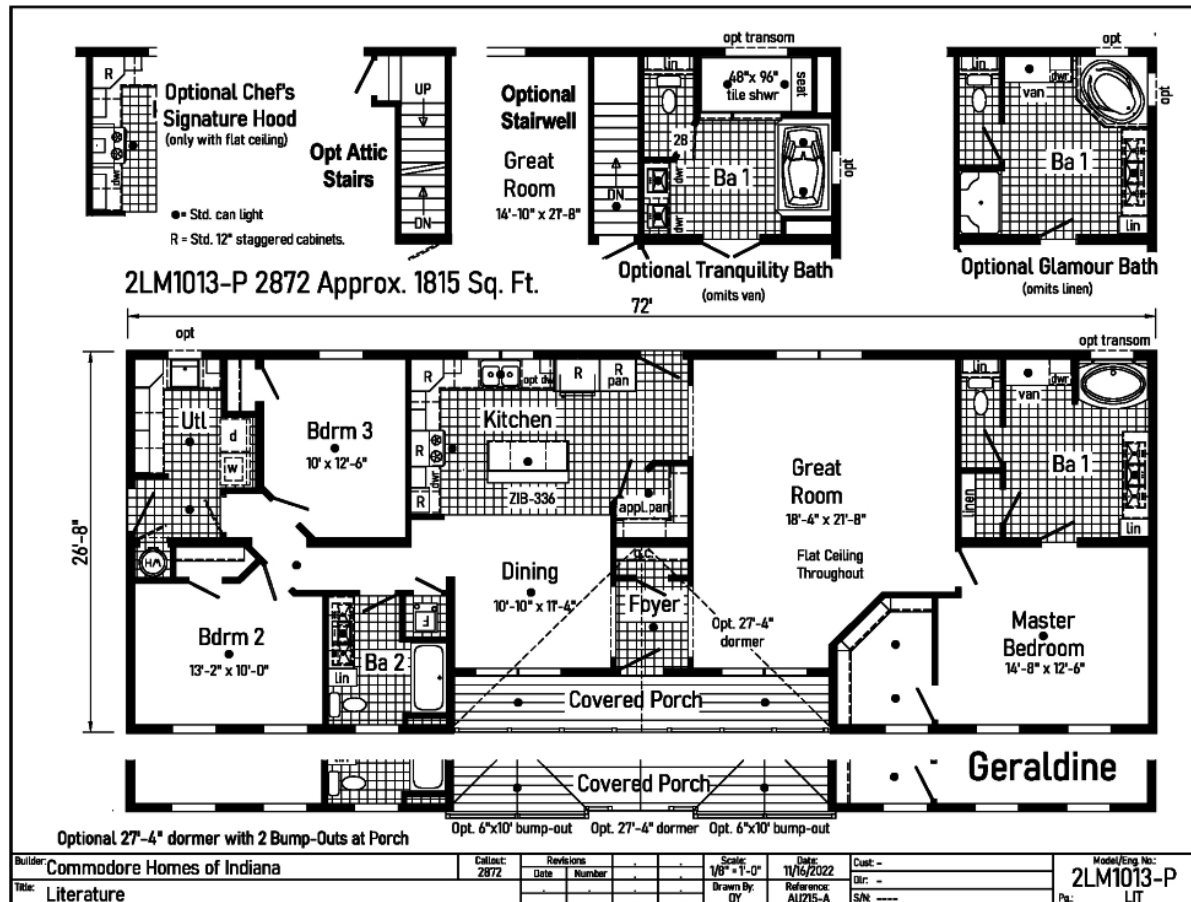 opt transom
opt
R
Optional Chef's
Signature Hood
(only with flat ceiling)
dwr
Opt Attic
Stairs
UP
DN
Optional
Stairwell
Great
Room
14'-10" x 21'-8"
DN
lin
48"x 96"
tile shwr
seat
28
dwr
dwr
Ba 1
opt
lin
van
dwr
opt
Ba 1
lin
● = Std. can light
R = Std. 12" staggered cabinets.
Optional Tranquility Bath
(omits van)
Optional Glamour Bath
(omits linen)
2LM1013-P 2872 Approx. 1815 Sq. Ft.
72'
opt
opt transom
26'-8"
Utl
d
w
WH
Bdrm 3
10' x 12'-6"
R
opt dw
R
R
pan
Kitchen
R
dwr
R
ZIB-336
appl.pan
Great
Room
18'-4" x 21'-8"
Flat Ceiling
Throughout
lin
van
dwr
Ba 1
linen
lin
Dining
10'-10" x 11'-4"
O.C.
Foyer
Opt. 27'-4"
dormer
Master
Bedroom
14'-8" x 12'-6"
Bdrm 2
13'-2" x 10'-0"
F
Ba 2
lin
Covered Porch
Covered Porch
Geraldine
Opt. 6"x10' bump-out
Opt. 27'-4" dormer
Opt. 6"x10' bump-out
Optional 27'-4" dormer with 2 Bump-Outs at Porch
Builder: Commodore Homes of Indiana
Callout: 2872
Revisions
Date Number
Scale: 1/8" = 1'-0"
Date: 11/16/2022
Cust: -
Dlr: -
S/N: ----
Model/Eng. No.: 2LM1013-P
Title: Literature
Drawn By: DY
Reference: AU215-A
Pg.: LIT